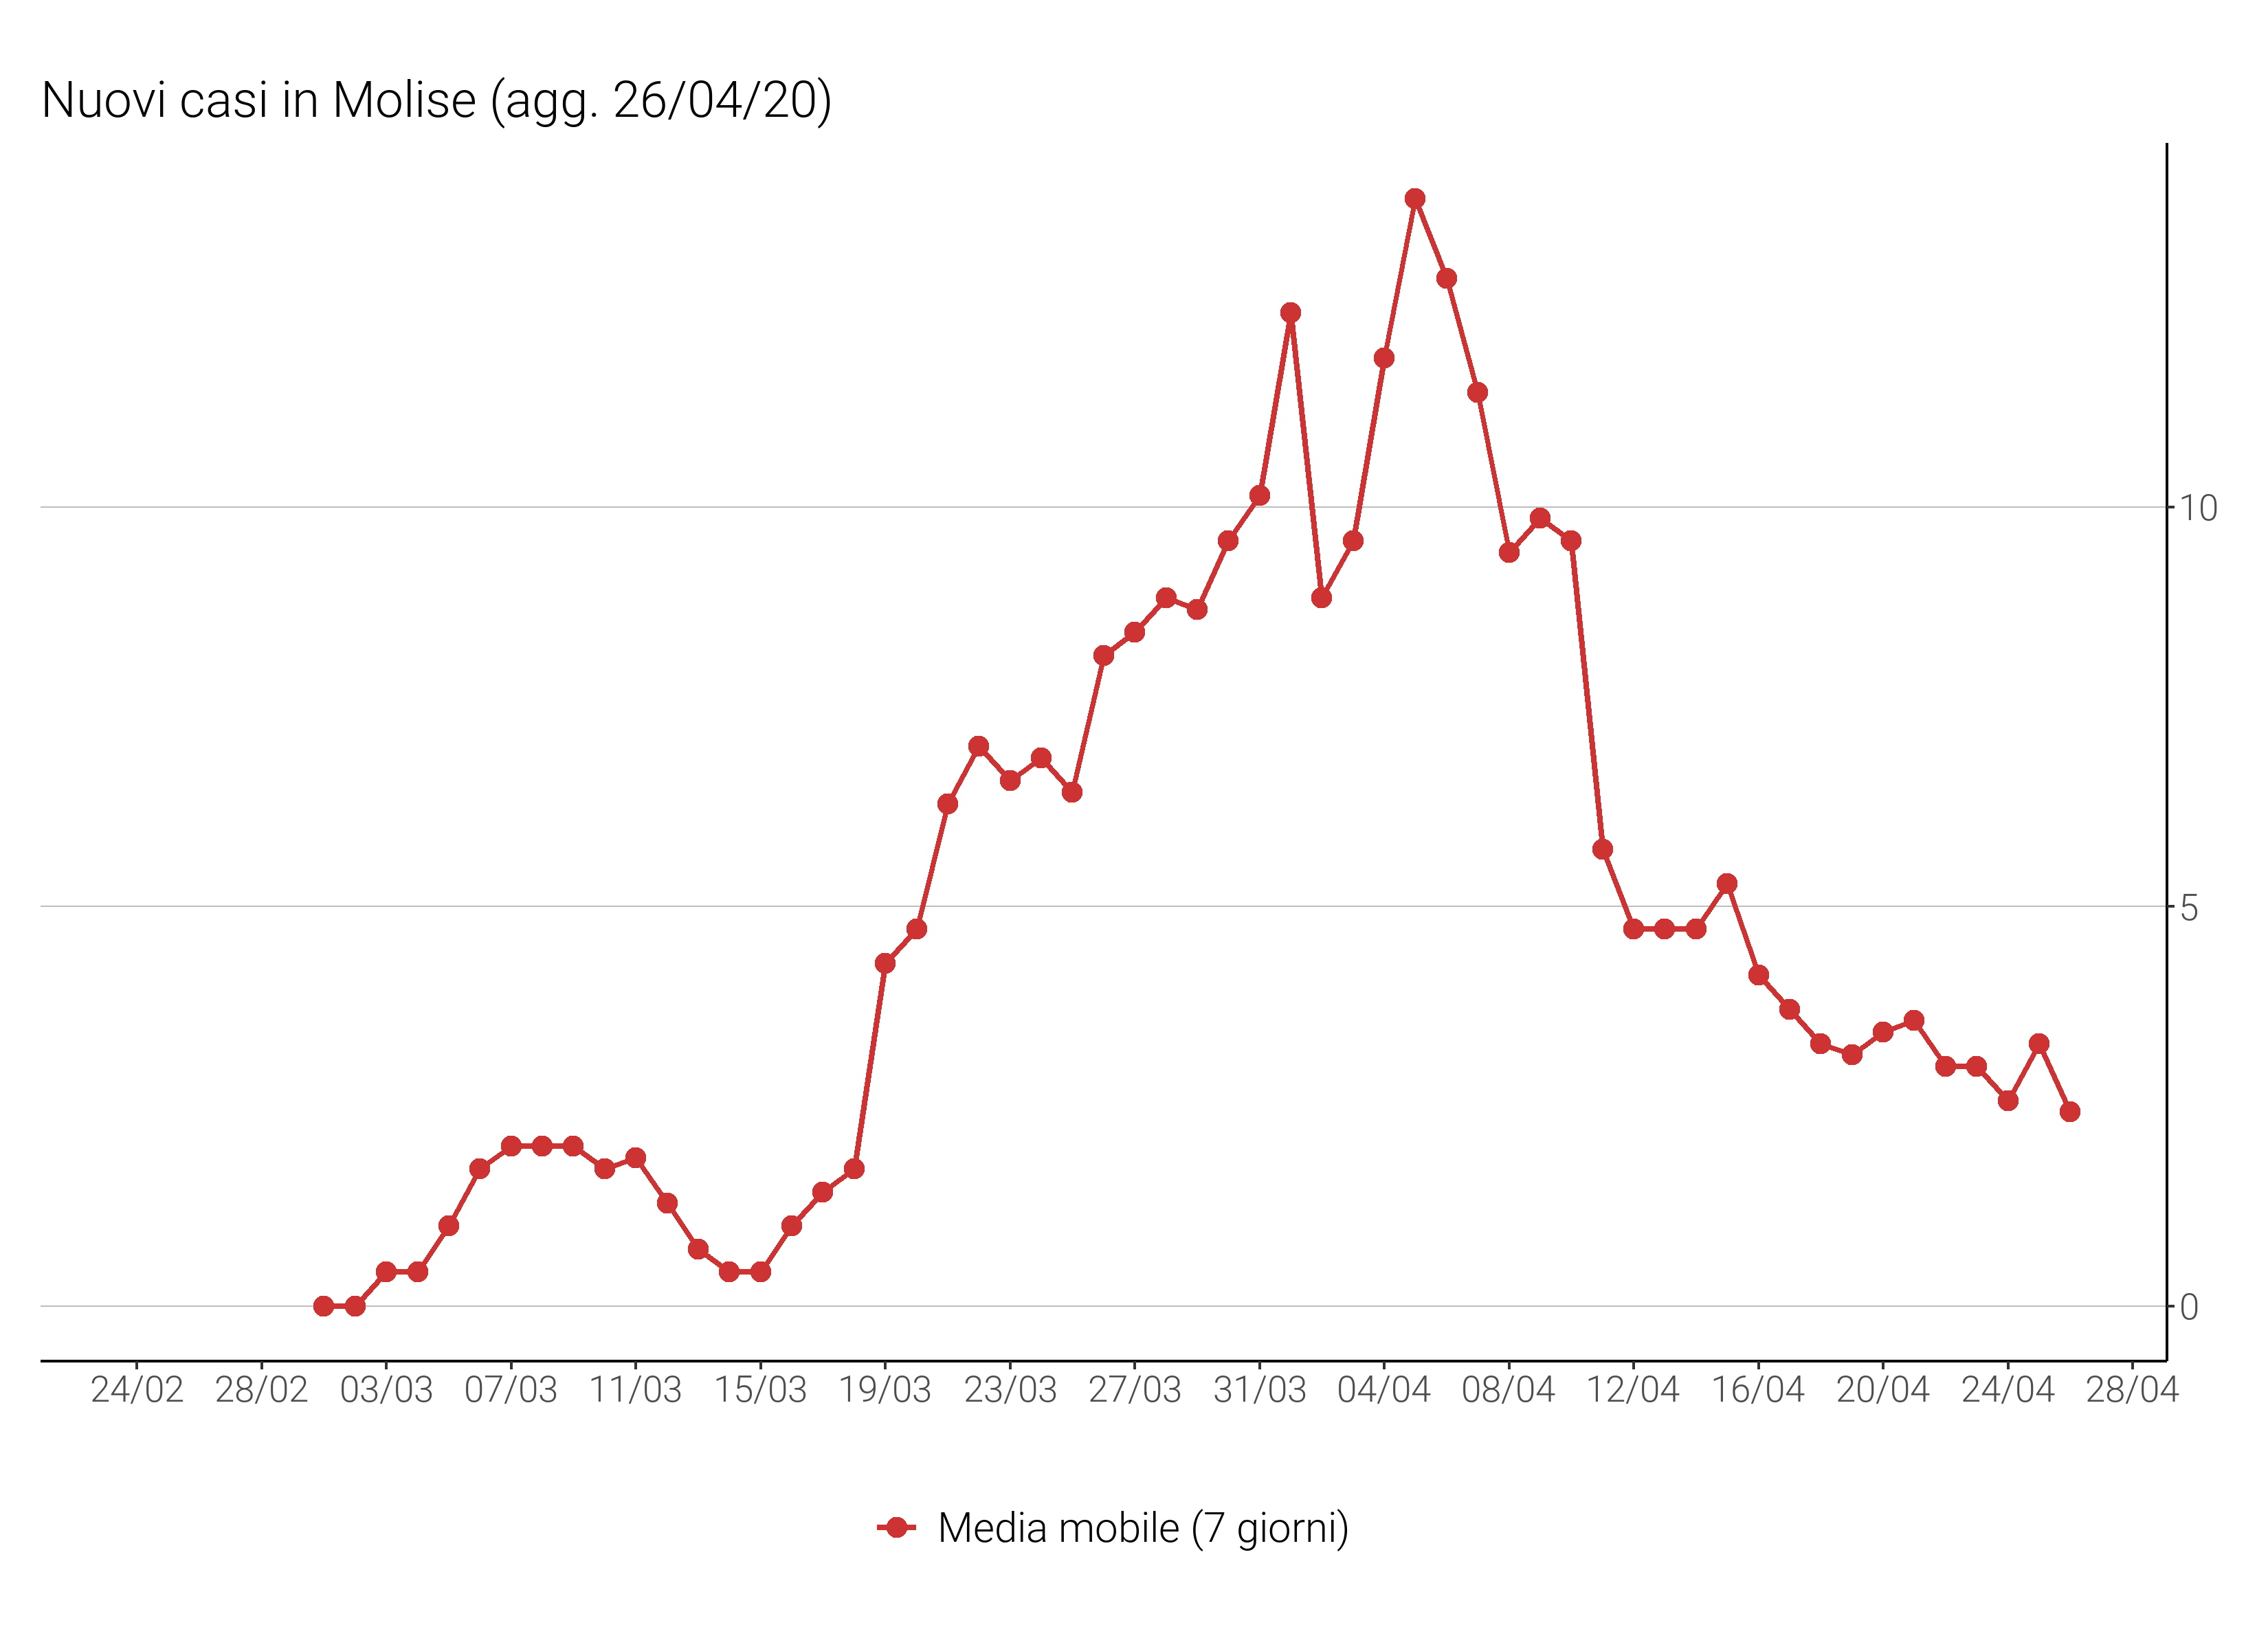 Nuovi casi in Molise (agg. 26/04/20)
10
5
0
24/02 28/02 03/03 07/03 11/03 15/03 19/03 23/03 27/03 31/03 04/04 08/04 12/04 16/04 20/04 24/04 28/04
Media mobile (7 giorni)